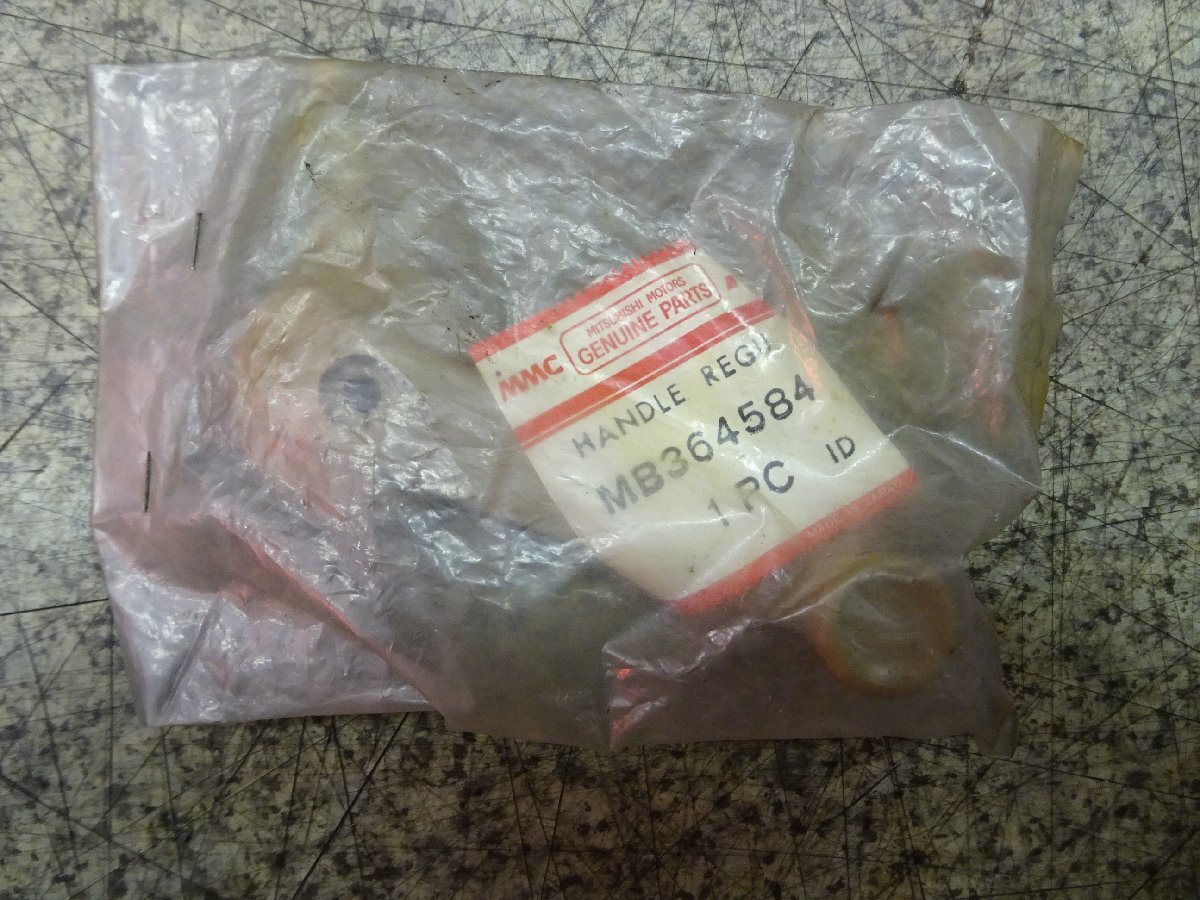 MMC
MITSUBISHI MOTORS
GENUINE PARTS
HANDLE REGU
MB364584
1 PC ID